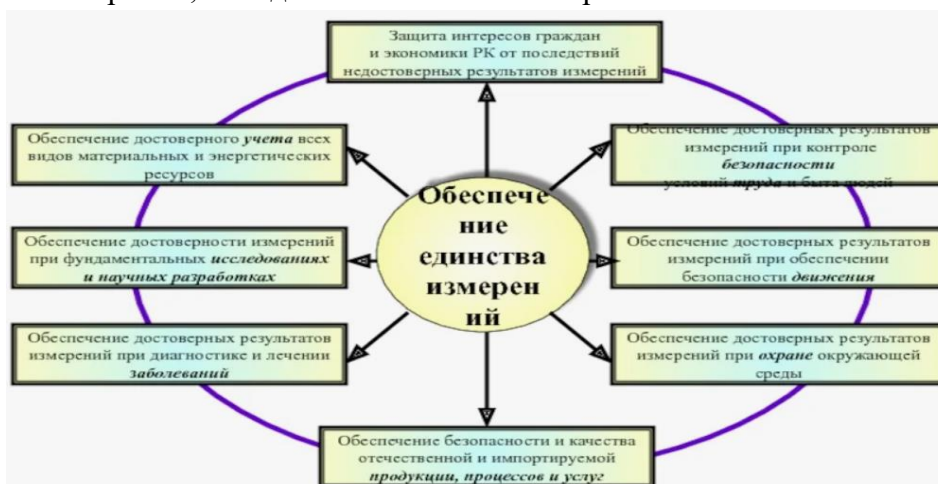 Защита интересов граждан
и экономики РК от последствий
недостоверных результатов измерений
Обеспечение достоверного учета всех
видов материальных и энергетических
ресурсов
Обеспечение достоверных результатов
измерений при контроле
безопасности
условий труда и быта людей
Обеспече
ние
единства
измерен
ий
Обеспечение достоверности измерений
при фундаментальных исследованиях
и научных разработках
Обеспечение достоверных результатов
измерений при обеспечении
безопасности движения
Обеспечение достоверных результатов
измерений при диагностике и лечении
заболеваний
Обеспечение достоверных результатов
измерений при охране окружающей
среды
Обеспечение безопасности и качества
отечественной и импортируемой
продукции, процессов и услуг